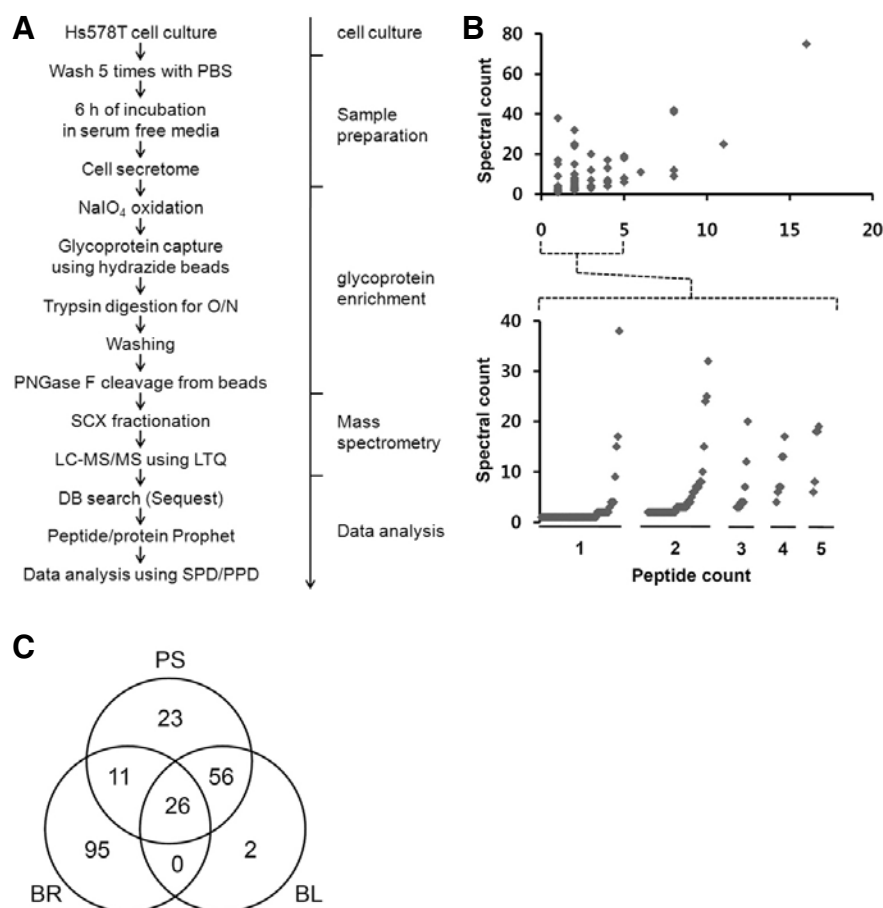 A
Hs578T cell culture
Wash 5 times with PBS
6 h of incubation
in serum free media
Cell secretome
NaIO4 oxidation
Glycoprotein capture
using hydrazide beads
Trypsin digestion for O/N
Washing
PNGase F cleavage from beads
SCX fractionation
LC-MS/MS using LTQ
DB search (Sequest)
Peptide/protein Prophet
Data analysis using SPD/PPD
cell culture
Sample
preparation
glycoprotein
enrichment
Mass
spectrometry
Data analysis
B
Spectral count
80
60
40
20
0
0 5 10 15 20
Spectral count
40
30
20
10
0
1 2 3 4 5
Peptide count
C
PS
23
11 56
26
95 0 2
BR BL